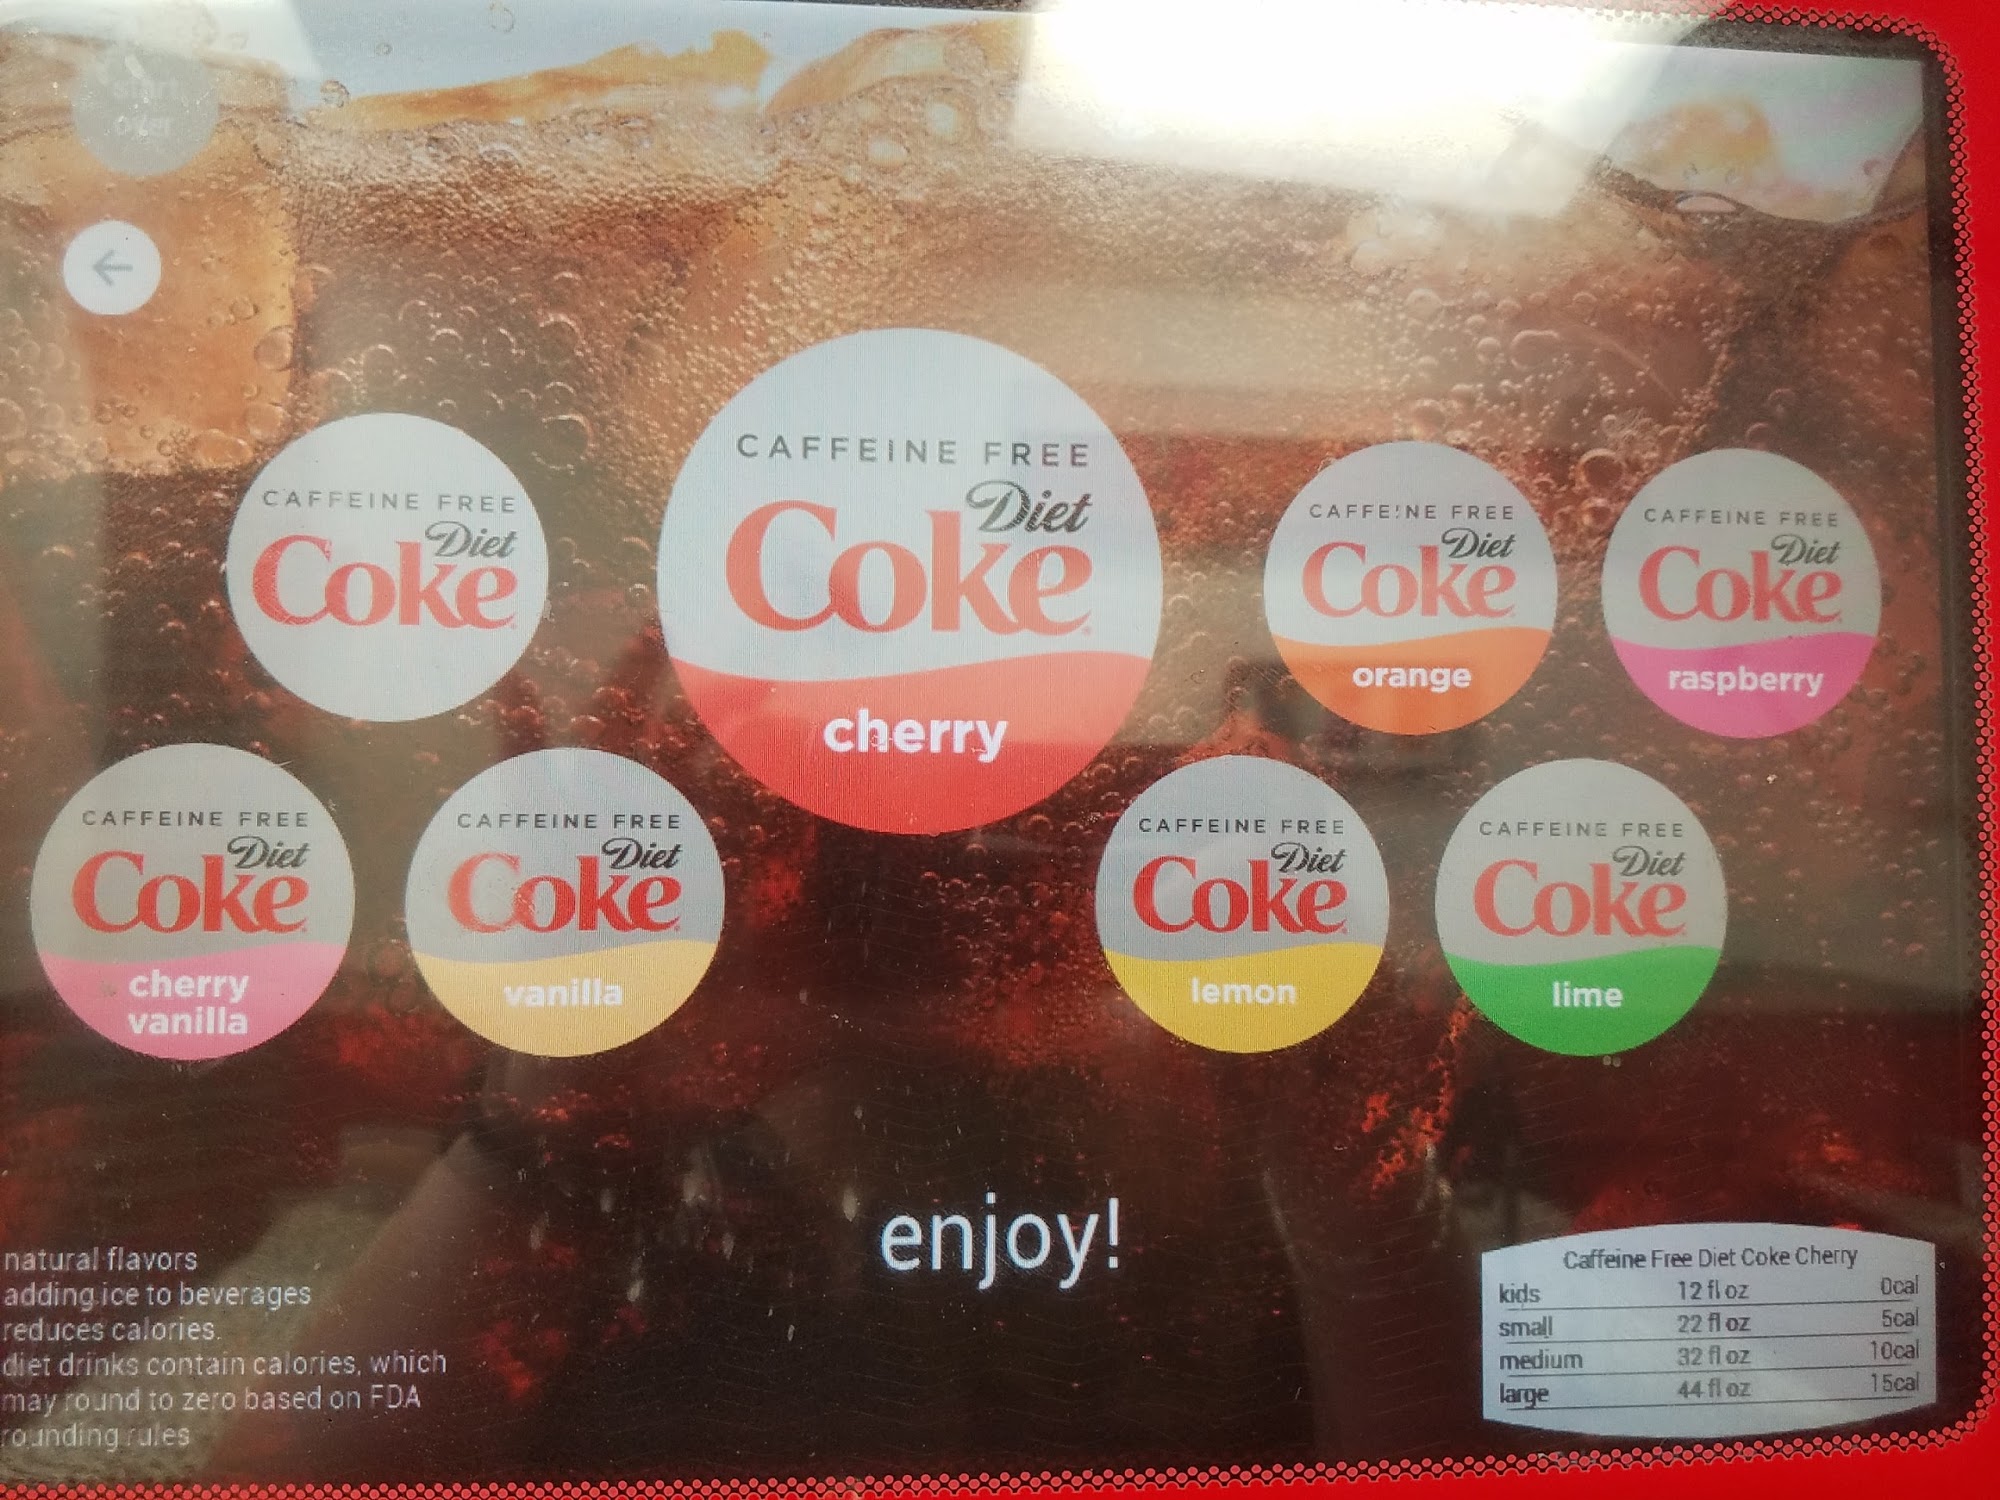 start
over
CAFFEINE FREE
Diet
Coke
CAFFEINE FREE
Diet
Coke
cherry
CAFFEINE FREE
Diet
Coke
orange
CAFFEINE FREE
Diet
Coke
raspberry
CAFFEINE FREE
Diet
Coke
cherry
vanilla
CAFFEINE FREE
Diet
Coke
vanilla
CAFFEINE FREE
Diet
Coke
lemon
CAFFEINE FREE
Diet
Coke
lime
enjoy!
natural flavors
adding ice to beverages
reduces calories.
diet drinks contain calories, which
may round to zero based on FDA
rounding rules
Caffeine Free Diet Coke Cherry
kids 12 fl oz 0cal
small 22 fl oz 5cal
medium 32 fl oz 10cal
large 44 fl oz 15cal